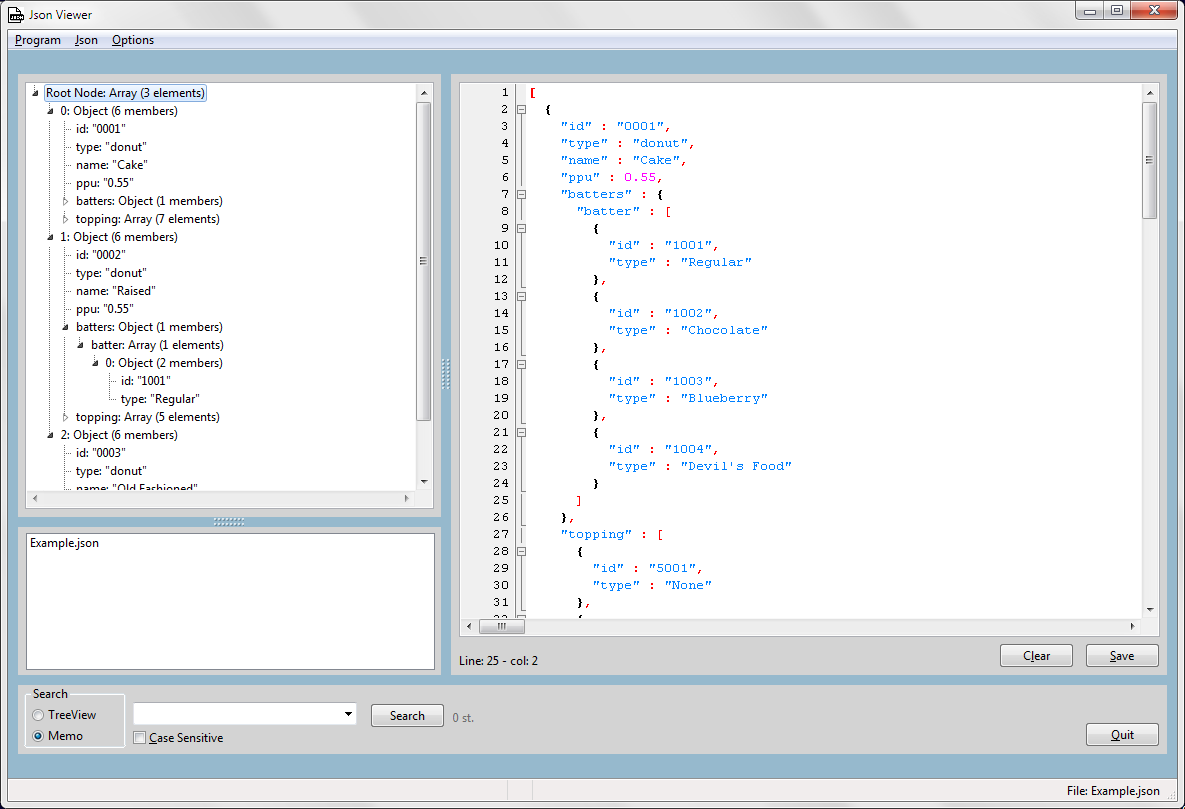 Json Viewer
Program Json Options
Root Node: Array (3 elements)
0: Object (6 members)
id: "0001"
type: "donut"
name: "Cake"
ppu: "0.55"
batters: Object (1 members)
topping: Array (7 elements)
1: Object (6 members)
id: "0002"
type: "donut"
name: "Raised"
ppu: "0.55"
batters: Object (1 members)
batter: Array (1 elements)
0: Object (2 members)
id: "1001"
type: "Regular"
topping: Array (5 elements)
2: Object (6 members)
id: "0003"
type: "donut"
name: "Old Fashioned"
Example.json
1 [
2 {
3 "id" : "0001",
4 "type" : "donut",
5 "name" : "Cake",
6 "ppu" : 0.55,
7 "batters" : {
8 "batter" : [
9 {
10 "id" : "1001",
11 "type" : "Regular"
12 },
13 {
14 "id" : "1002",
15 "type" : "Chocolate"
16 },
17 {
18 "id" : "1003",
19 "type" : "Blueberry"
20 },
21 {
22 "id" : "1004",
23 "type" : "Devil's Food"
24 }
25 ]
26 },
27 "topping" : [
28 {
29 "id" : "5001",
30 "type" : "None"
31 },
32 {
Line: 25 - col: 2
Clear Save
Search
TreeView
Memo
Search 0 st.
Case Sensitive
Quit
File: Example.json